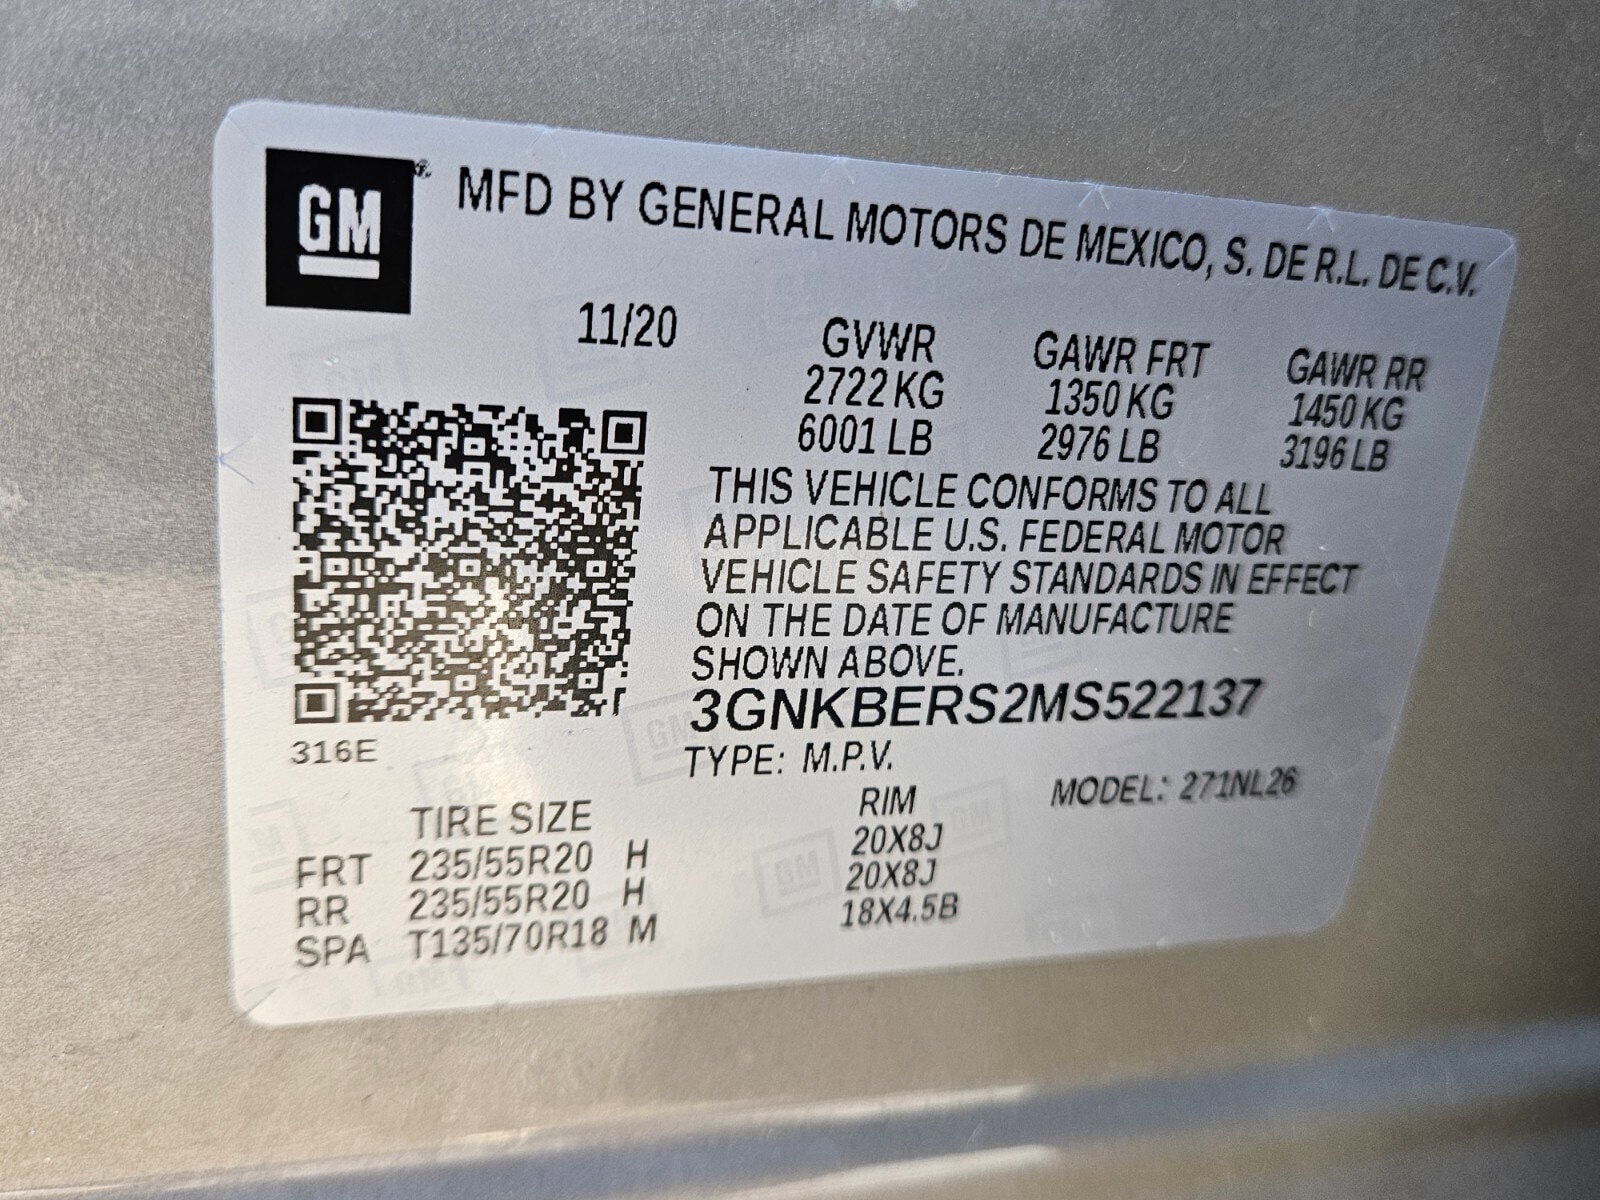 GM® MFD BY GENERAL MOTORS DE MEXICO, S. DE R.L. DE C.V.
11/20 GVWR GAWR FRT GAWR RR
2722 KG 1350 KG 1450 KG
6001 LB 2976 LB 3196 LB
THIS VEHICLE CONFORMS TO ALL
APPLICABLE U.S. FEDERAL MOTOR
VEHICLE SAFETY STANDARDS IN EFFECT
ON THE DATE OF MANUFACTURE
SHOWN ABOVE.
3GNKBERS2MS522137
316E
TYPE: M.P.V. MODEL: 271NL26
TIRE SIZE RIM
FRT 235/55R20 H 20X8J
RR 235/55R20 H 20X8J
SPA T135/70R18 M 18X4.5B